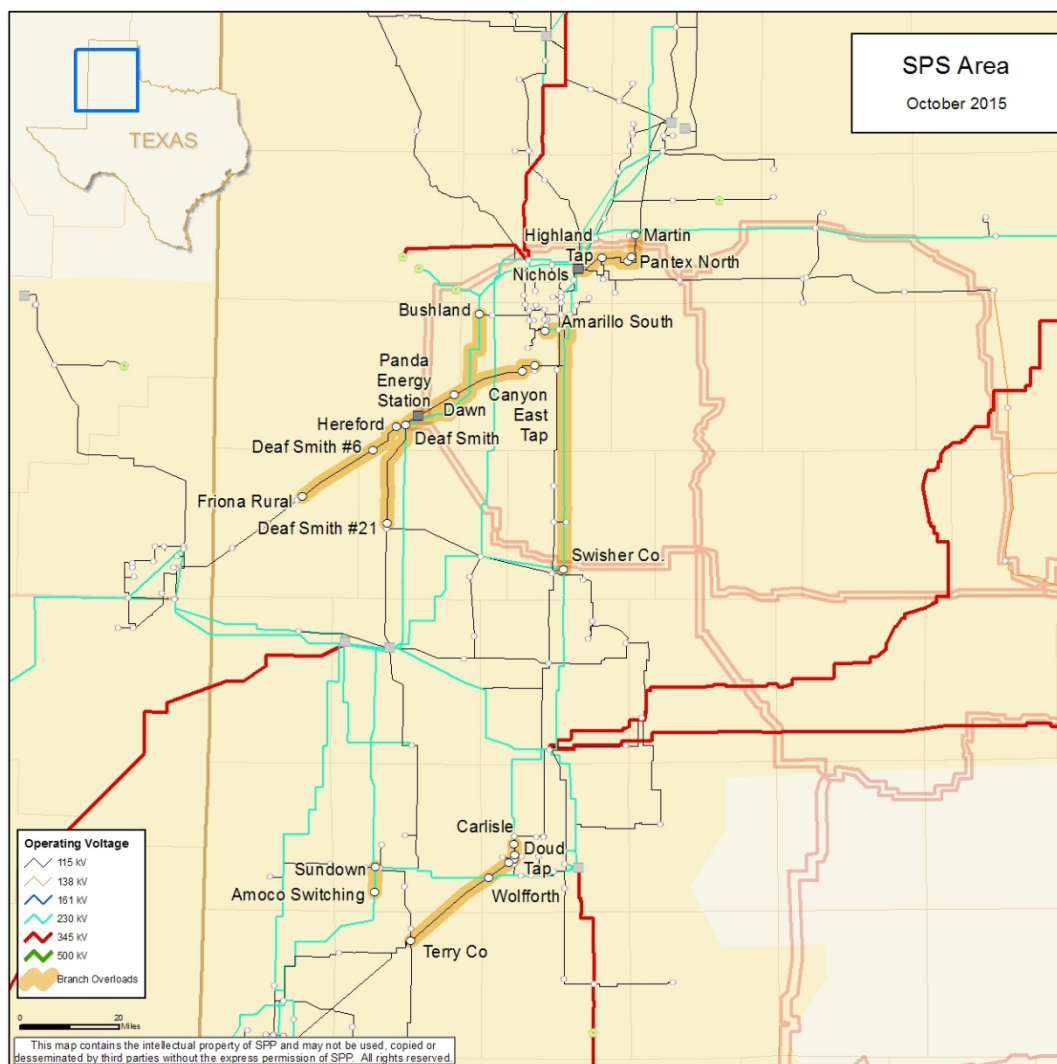 SPS Area
October 2015
TEXAS
Highland
Tap
Martin
Nichols
Pantex North
Bushland
Amarillo South
Panda
Energy
Station
Canyon
East
Tap
Dawn
Hereford
Deaf Smith
Deaf Smith #6
Friona Rural
Deaf Smith #21
Swisher Co.
Carlisle
Doud
Tap
Sundown
Amoco Switching
Wolfforth
Terry Co
Operating Voltage
115 kV
138 kV
161 kV
230 kV
345 kV
500 kV
Branch Overloads
0 20
Miles
This map contains the intellectual property of SPP and may not be used, copied or
desseminated by third parties without the express permission of SPP. All rights reserved.